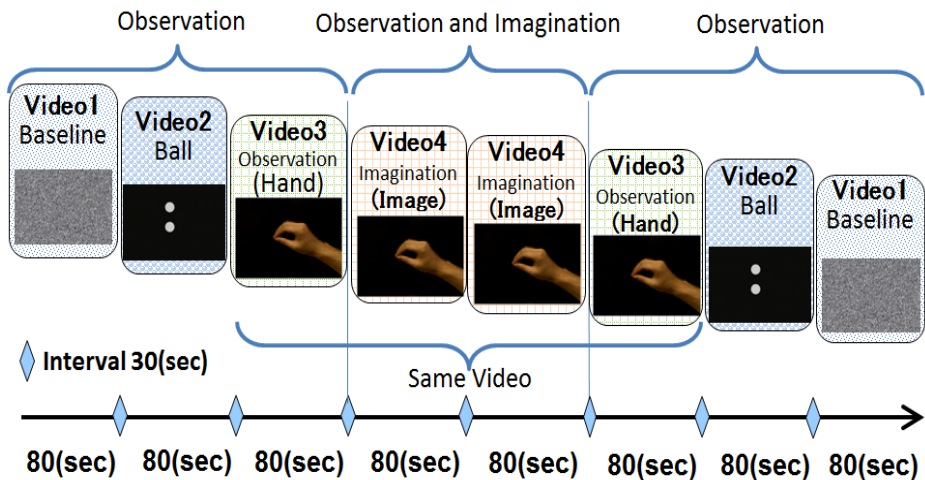 Observation
Observation and Imagination
Observation
Video1
Baseline
Video2
Ball
Video3
Observation
(Hand)
Video4
Imagination
(Image)
Video4
Imagination
(Image)
Video3
Observation
(Hand)
Video2
Ball
Video1
Baseline
Interval 30(sec)
Same Video
80(sec)
80(sec)
80(sec)
80(sec)
80(sec)
80(sec)
80(sec)
80(sec)